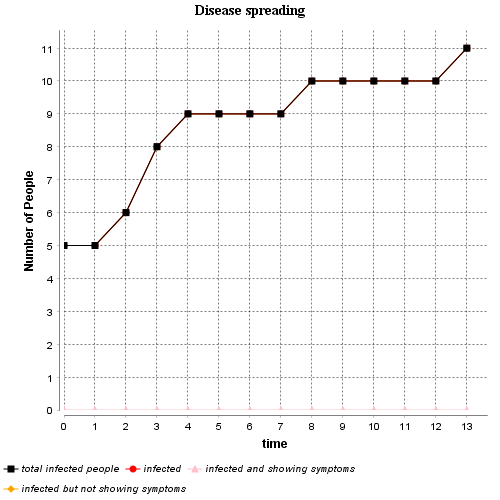 Disease spreading
Number of People
11
10
9
8
7
6
5
4
3
2
1
0
0 1 2 3 4 5 6 7 8 9 10 11 12 13
time
total infected people infected infected and showing symptoms
infected but not showing symptoms